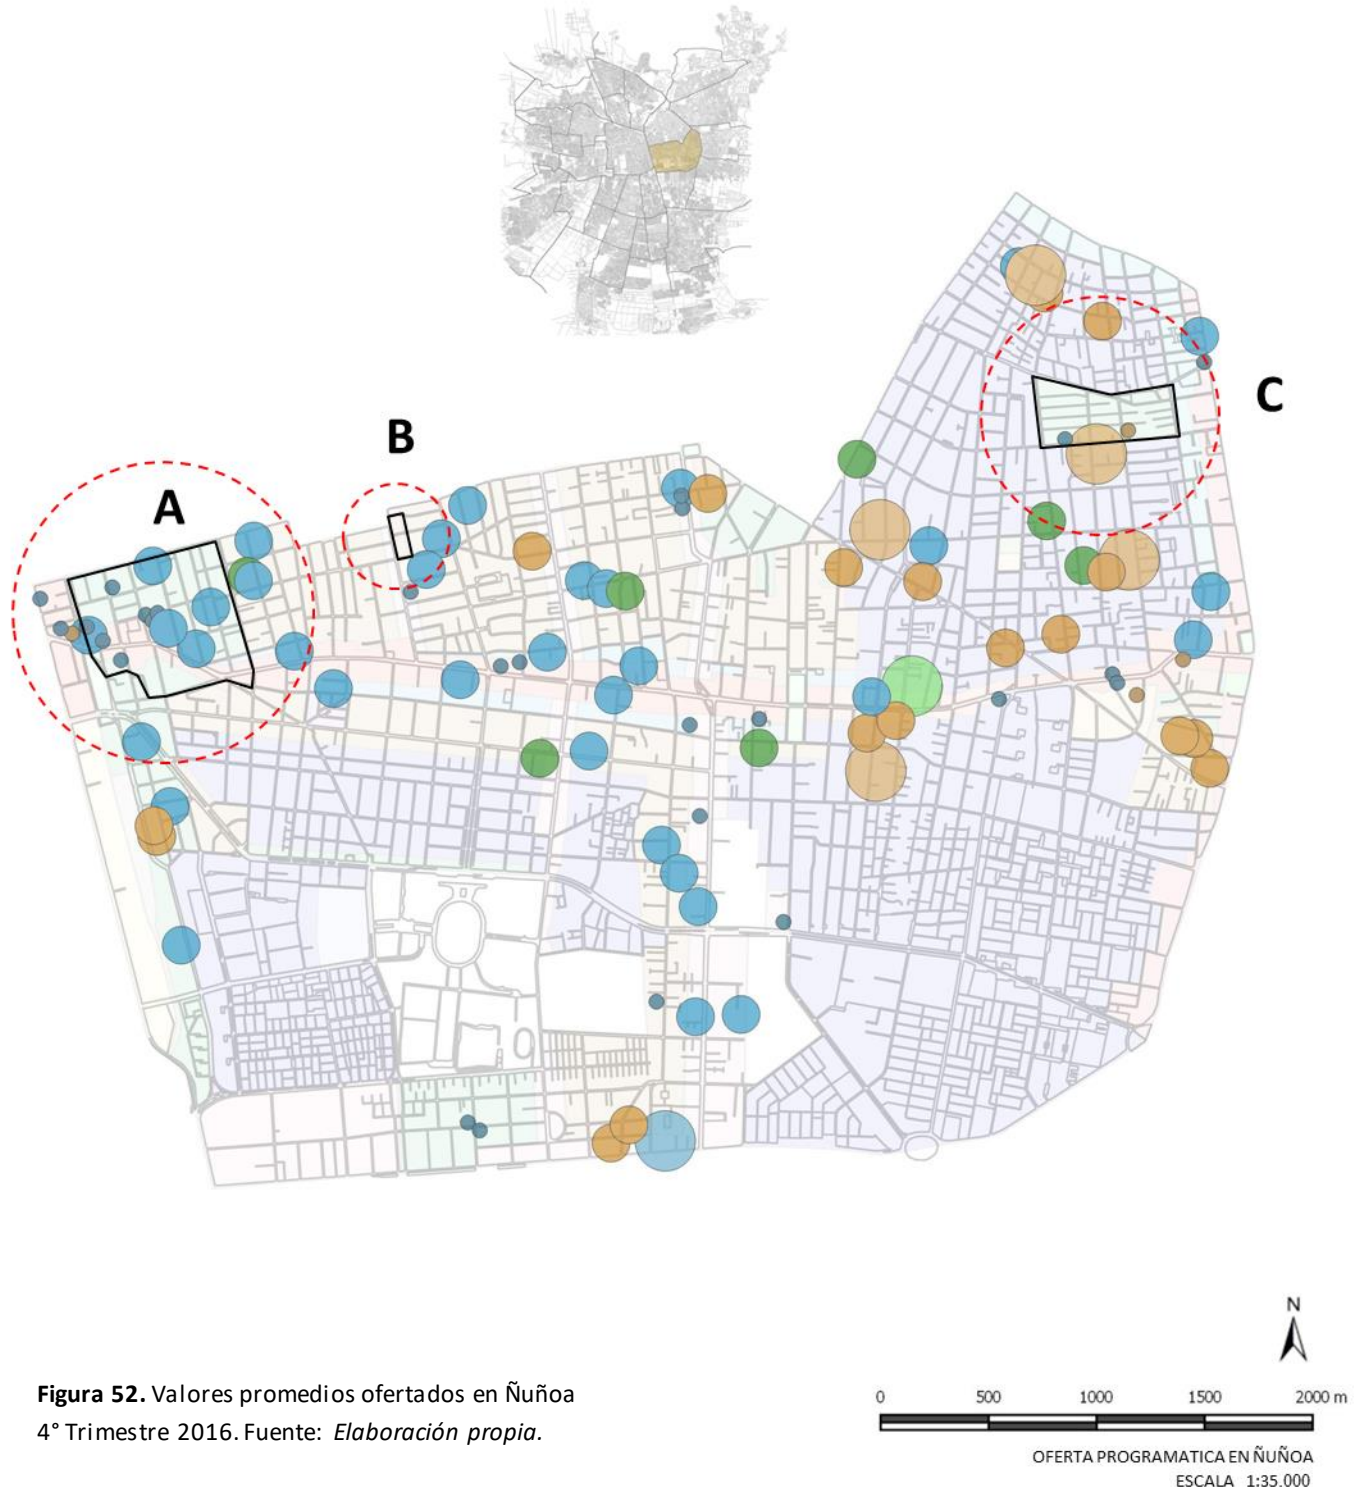 C
B
A
N
Figura 52. Valores promedios ofertados en Ñuñoa
4° Trimestre 2016. Fuente: Elaboración propia.
0 500 1000 1500 2000 m
OFERTA PROGRAMATICA EN ÑUÑOA
ESCALA 1:35.000